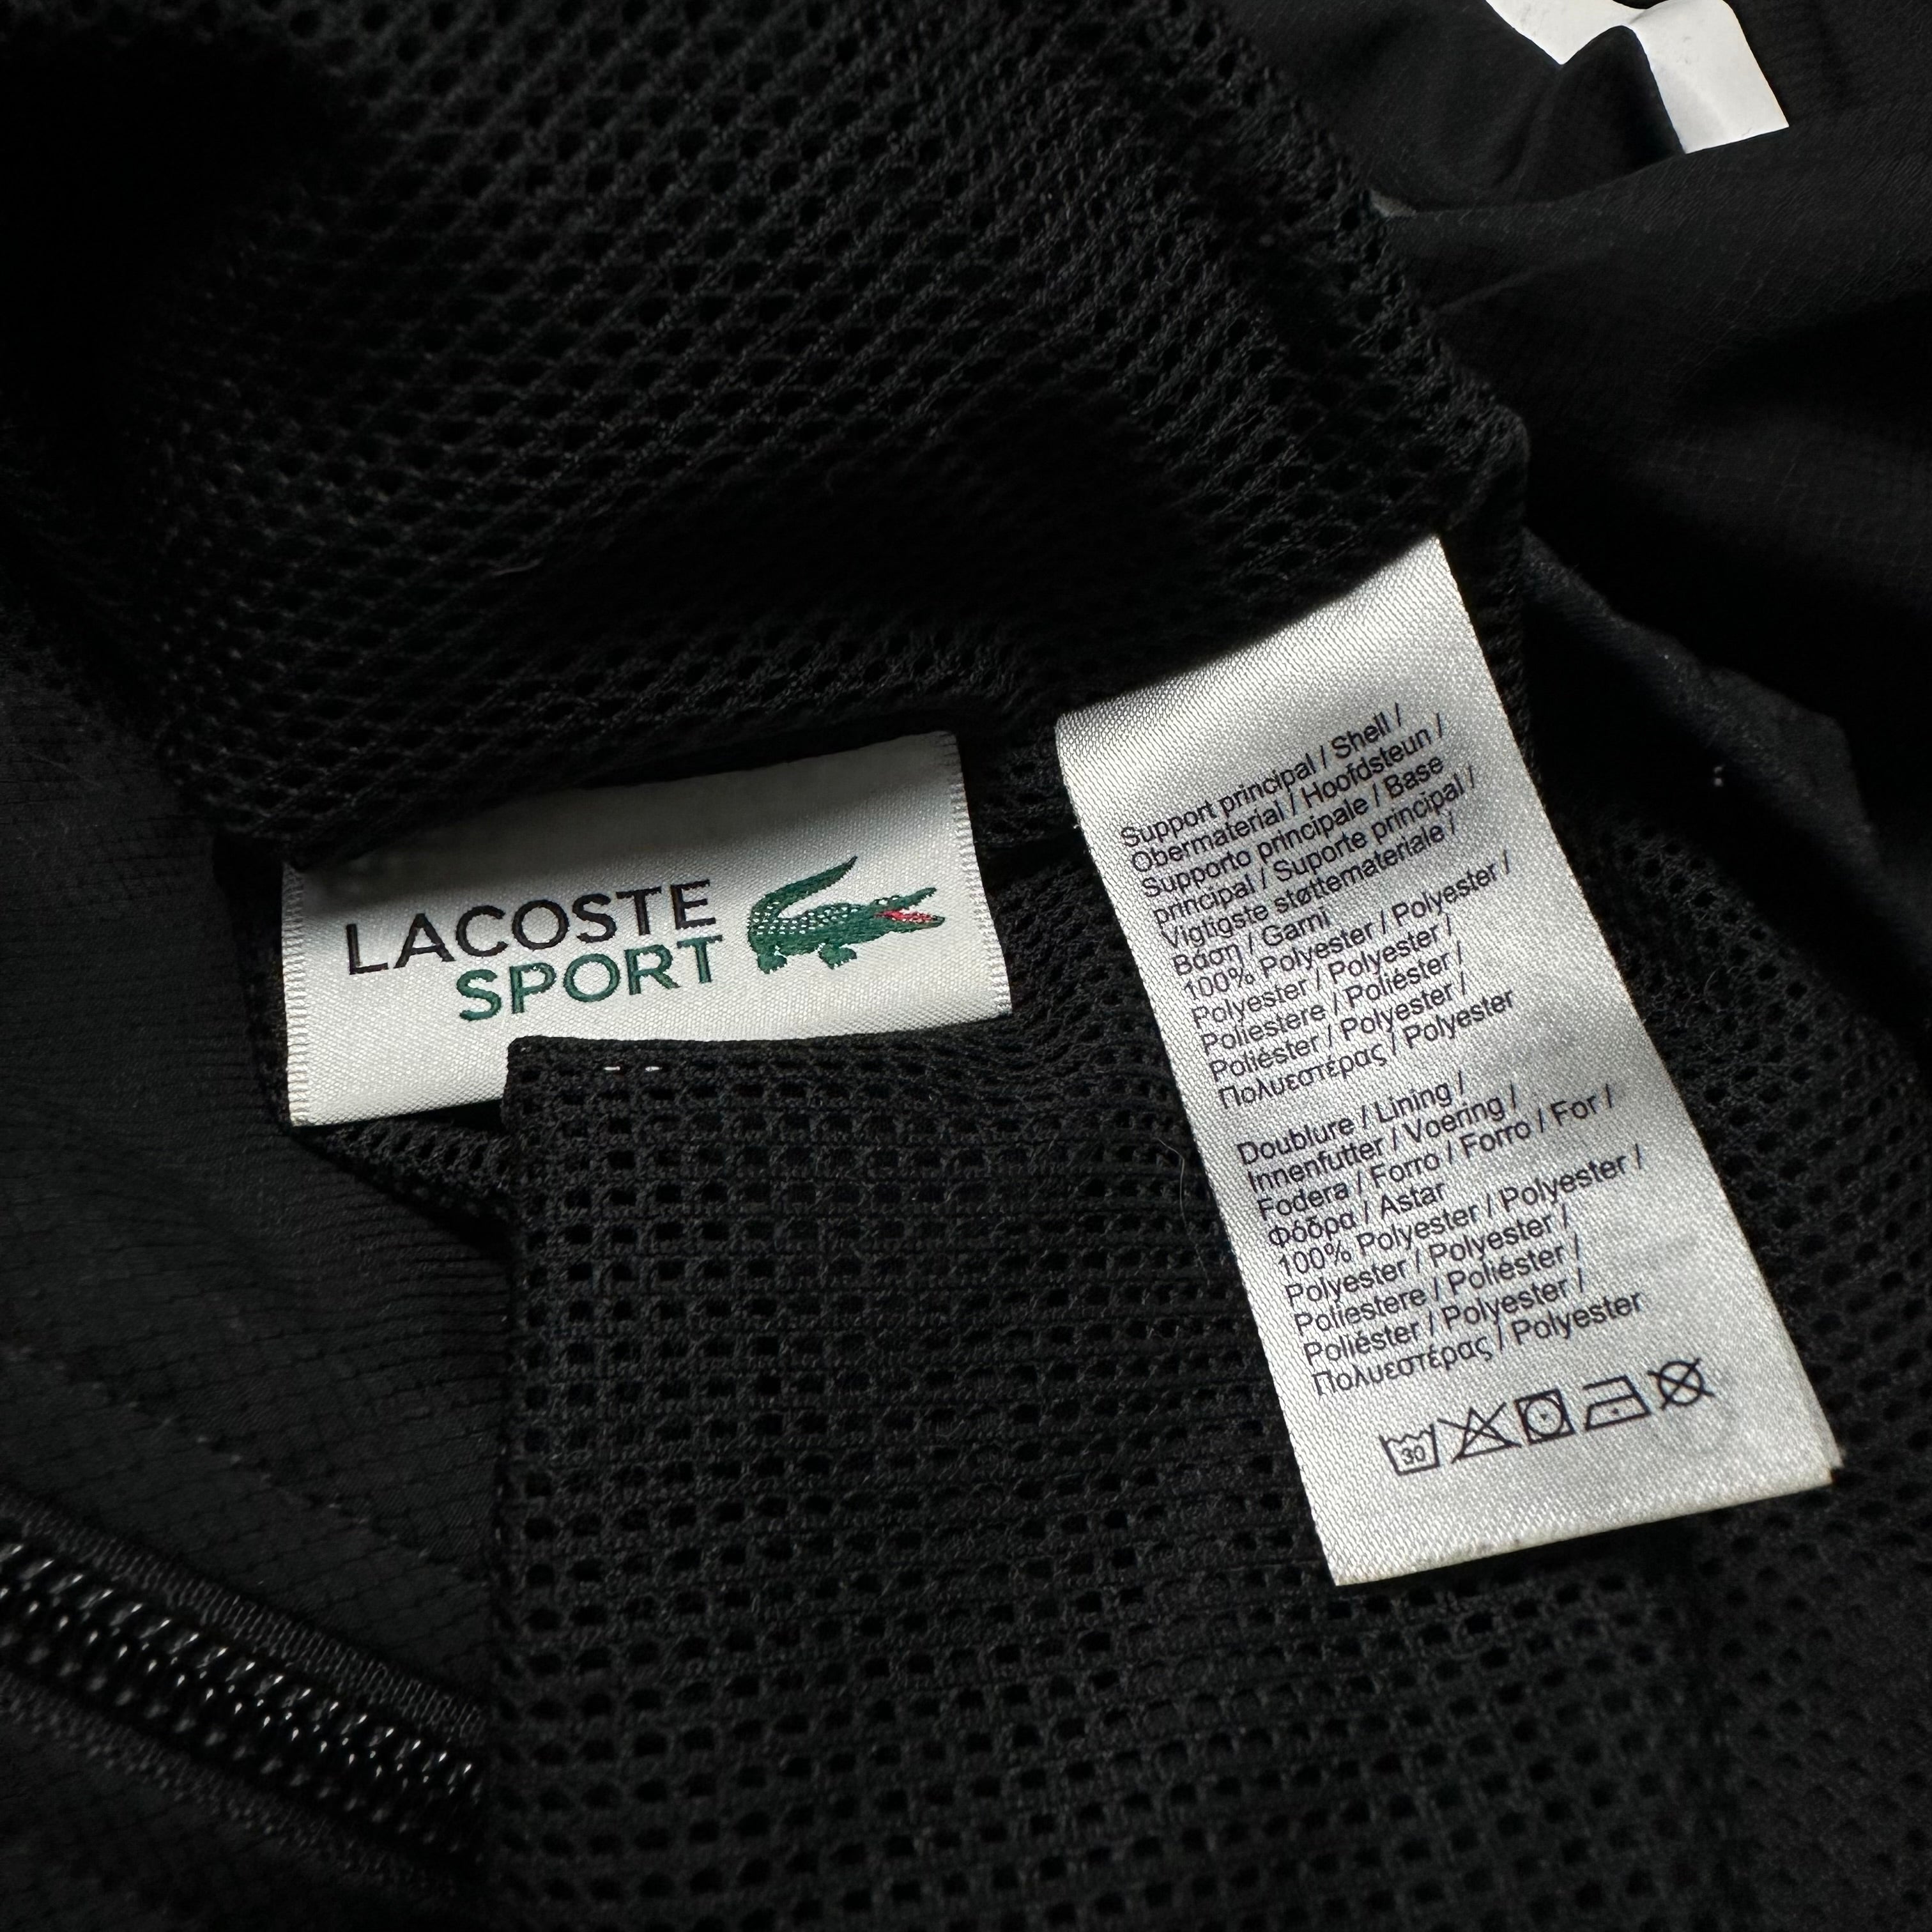 LACOSTE
SPORT
Support principal / Shell /
Obermaterial / Hoofdsteun /
Supporto principale / Base
principal / Suporte principal /
Vigtigste støttemateriale /
Βάση / Garni
100% Polyester / Polyester /
Polyester / Polyester /
Poliestere / Poliéster /
Poliéster / Polyester /
Πολυεστέρας / Polyester
Doublure / Lining /
Innenfutter / Voering /
Fodera / Forro / Forro / For /
Φόδρα / Astar
100% Polyester / Polyester /
Polyester / Polyester /
Poliestere / Poliéster /
Poliéster / Polyester /
Πολυεστέρας / Polyester
30